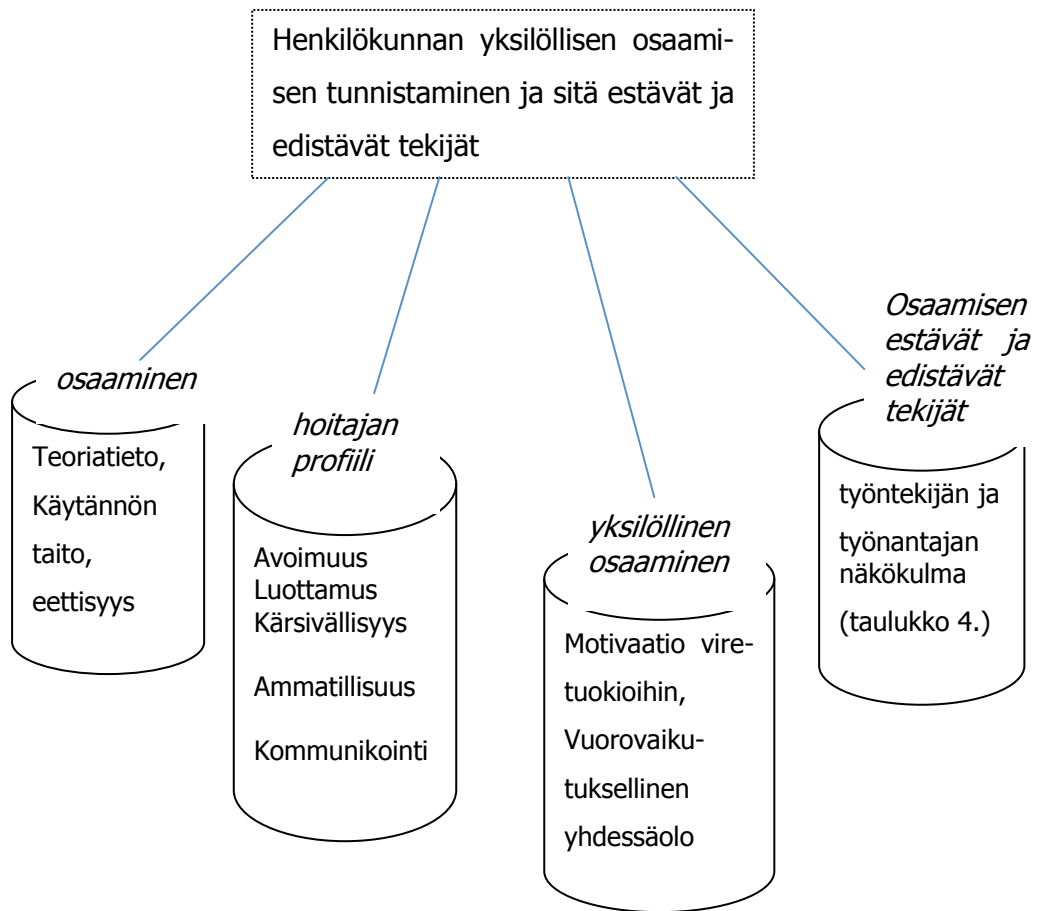 Henkilökunnan yksilöllisen osaami-
sen tunnistaminen ja sitä estävät ja
edistävät tekijät
osaaminen
Teoriatieto,
Käytännön
taito,
eettisyys
hoitajan
profiili
Avoimuus
Luottamus
Kärsivällisyys
Ammatillisuus
Kommunikointi
yksilöllinen
osaaminen
Motivaatio vire-
tuokioihin,
Vuorovaiku-
tuksellinen
yhdessäolo
Osaamisen
estävät ja
edistävät
tekijät
työntekijän ja
työnantajan
näkökulma
(taulukko 4.)